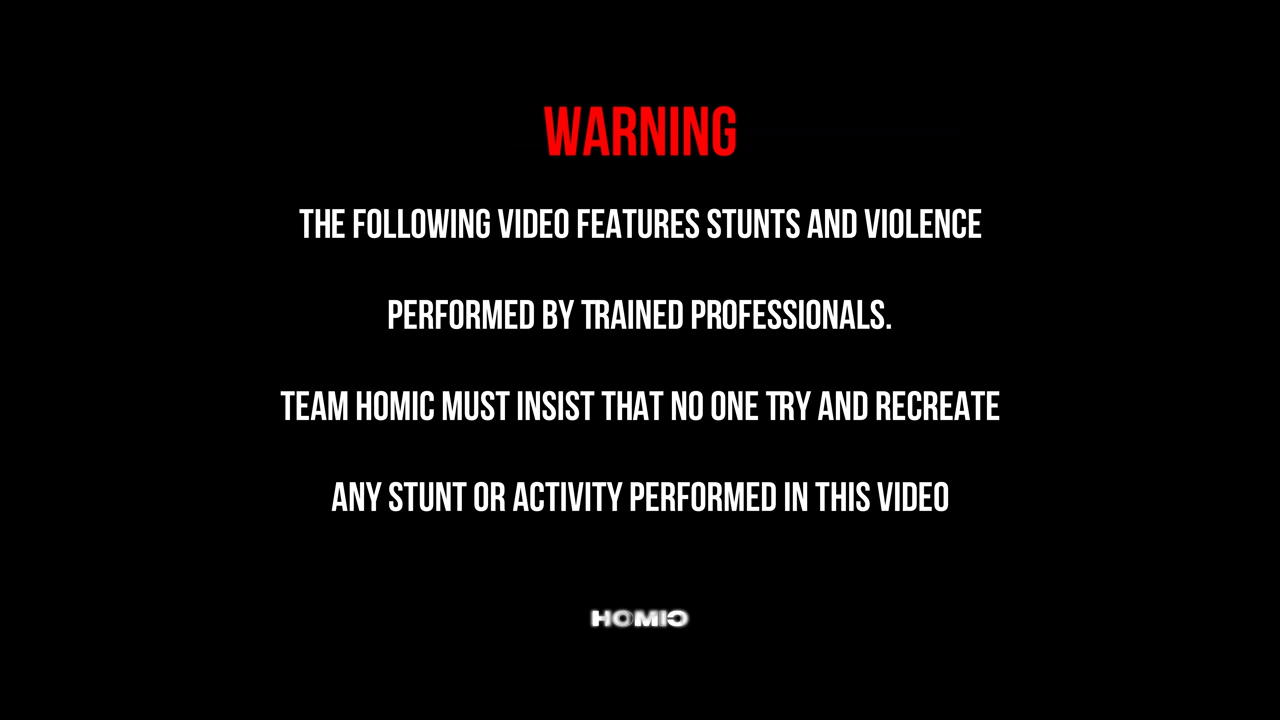 WARNING
THE FOLLOWING VIDEO FEATURES STUNTS AND VIOLENCE
PERFORMED BY TRAINED PROFESSIONALS.
TEAM HOMIC MUST INSIST THAT NO ONE TRY AND RECREATE
ANY STUNT OR ACTIVITY PERFORMED IN THIS VIDEO
HOMIC